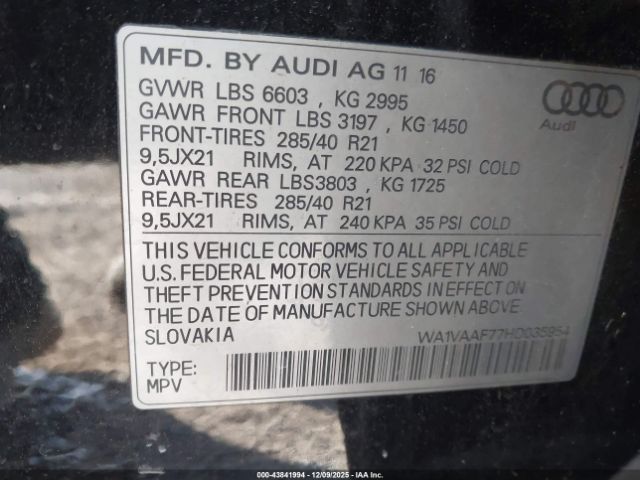 MFD. BY AUDI AG 11 16
GVWR LBS 6603 , KG 2995
GAWR FRONT LBS 3197 , KG 1450
FRONT-TIRES 285/40 R21
9,5JX21 RIMS, AT 220 KPA 32 PSI COLD
GAWR REAR LBS3803 , KG 1725
REAR-TIRES 285/40 R21
9,5JX21 RIMS, AT 240 KPA 35 PSI COLD
Audi
THIS VEHICLE CONFORMS TO ALL APPLICABLE
U.S. FEDERAL MOTOR VEHICLE SAFETY AND
THEFT PREVENTION STANDARDS IN EFFECT ON
THE DATE OF MANUFACTURE SHOWN ABOVE.
SLOVAKIA
WA1VAAF77HD035954
TYPE:
MPV
000-43841994 - 12/09/2025 - IAA Inc.